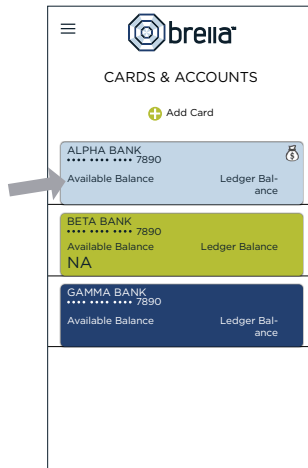 brella™
CARDS & ACCOUNTS
Add Card
ALPHA BANK
•••• •••• •••• 7890
Available Balance Ledger Bal-
ance
BETA BANK
•••• •••• •••• 7890
Available Balance Ledger Balance
NA
GAMMA BANK
•••• •••• •••• 7890
Available Balance Ledger Bal-
ance